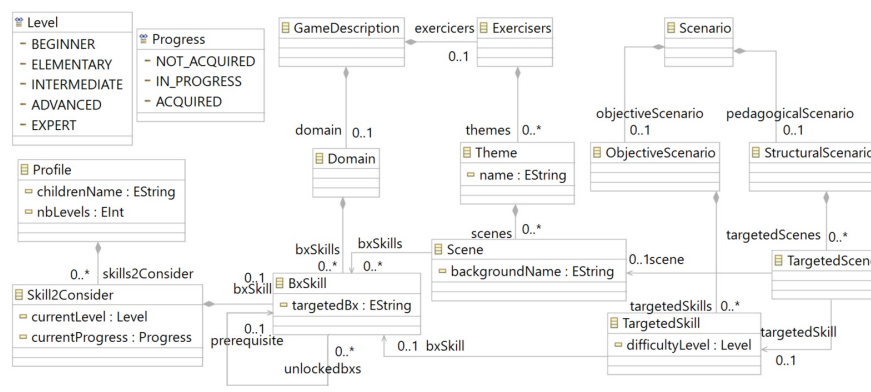 Level
BEGINNER
ELEMENTARY
INTERMEDIATE
ADVANCED
EXPERT
Progress
NOT_ACQUIRED
IN_PROGRESS
ACQUIRED
GameDescription
exercicers
0..1
Exercisers
Scenario
domain
0..1
themes
0..*
objectiveScenario
0..1
pedagogicalScenario
0..1
Profile
childrenName : EString
nbLevels : EInt
Domain
Theme
name : EString
ObjectiveScenario
StructuralScenario
0..*
skills2Consider
bxSkills
0..*
bxSkills
0..*
scenes
0..*
targetedScenes
0..*
Scene
backgroundName : EString
0..1scene
TargetedScene
Skill2Consider
currentLevel : Level
currentProgress : Progress
0..1
bxSkill
BxSkill
targetedBx : EString
0..1
prerequisite
0..*
unlockedbxs
0..1
bxSkill
targetedSkills
0..*
TargetedSkill
difficultyLevel : Level
targetedSkill
0..1